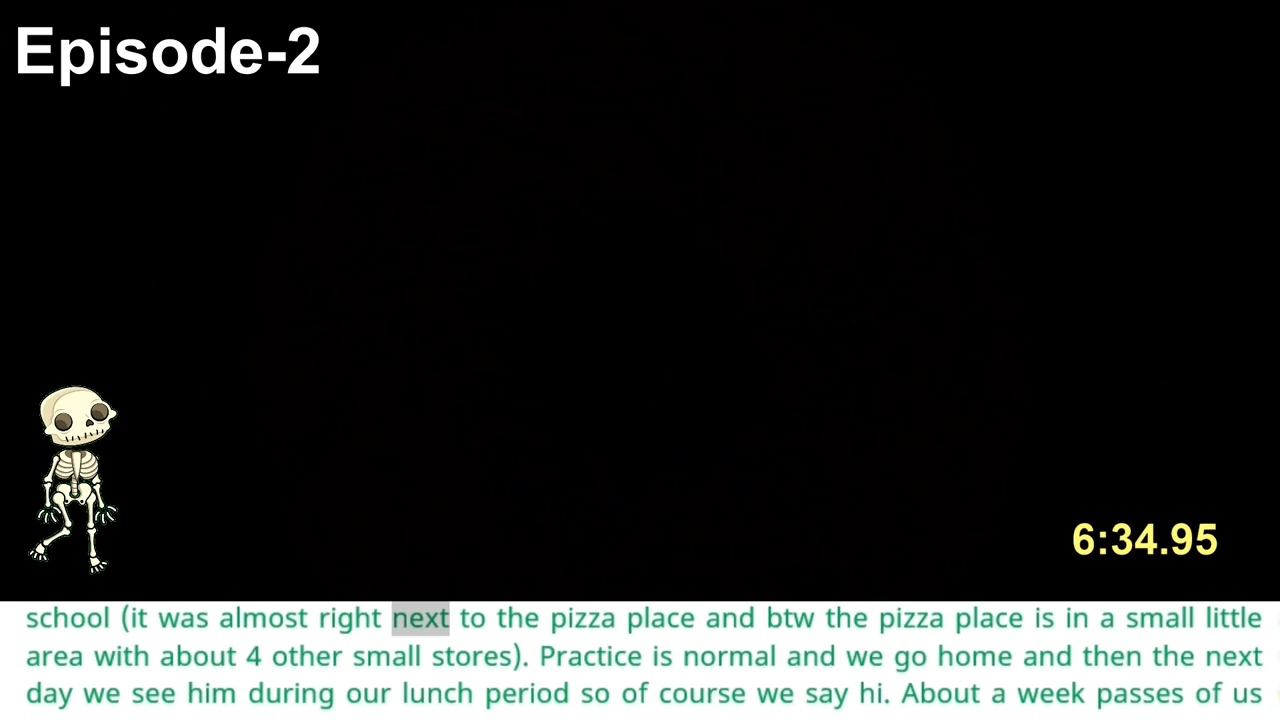 Episode-2
6:34.95
school (it was almost right next to the pizza place and btw the pizza place is in a small little
area with about 4 other small stores). Practice is normal and we go home and then the next
day we see him during our lunch period so of course we say hi. About a week passes of us